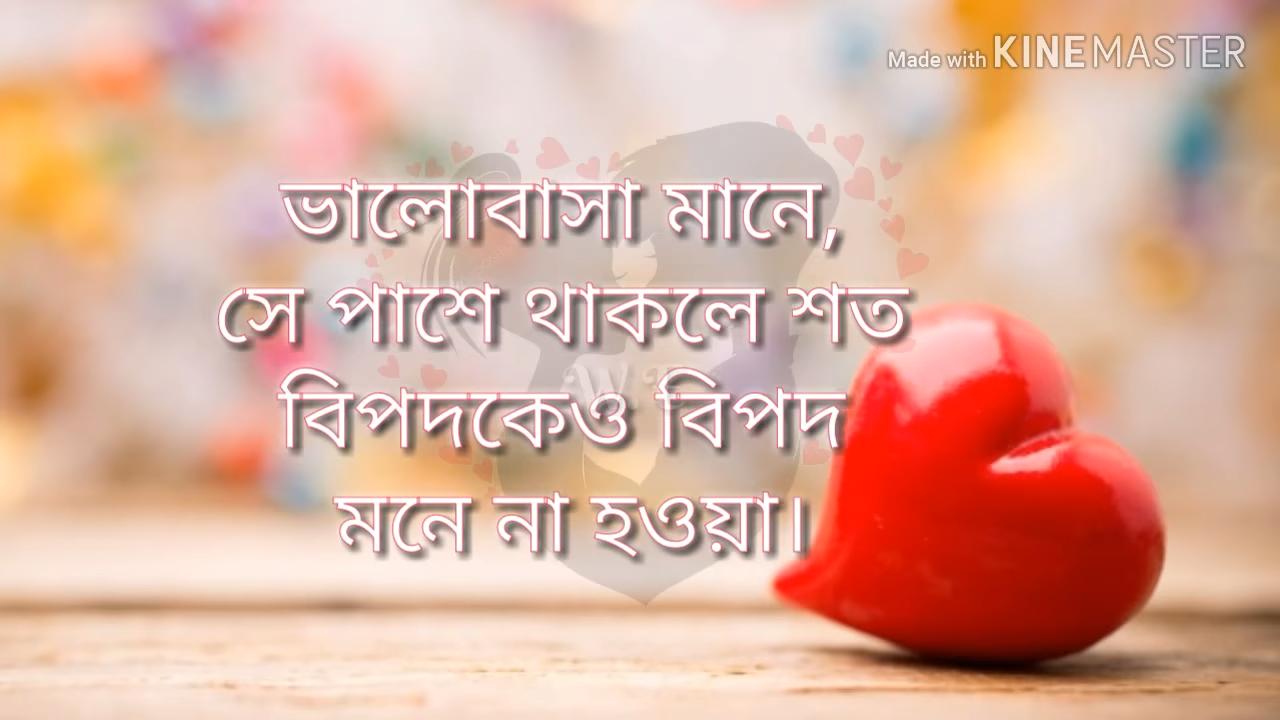 Made with KINEMASTER
ভালোবাসা মানে,
সে পাশে থাকলে শত
বিপদকেও বিপদ
মনে না হওয়া।